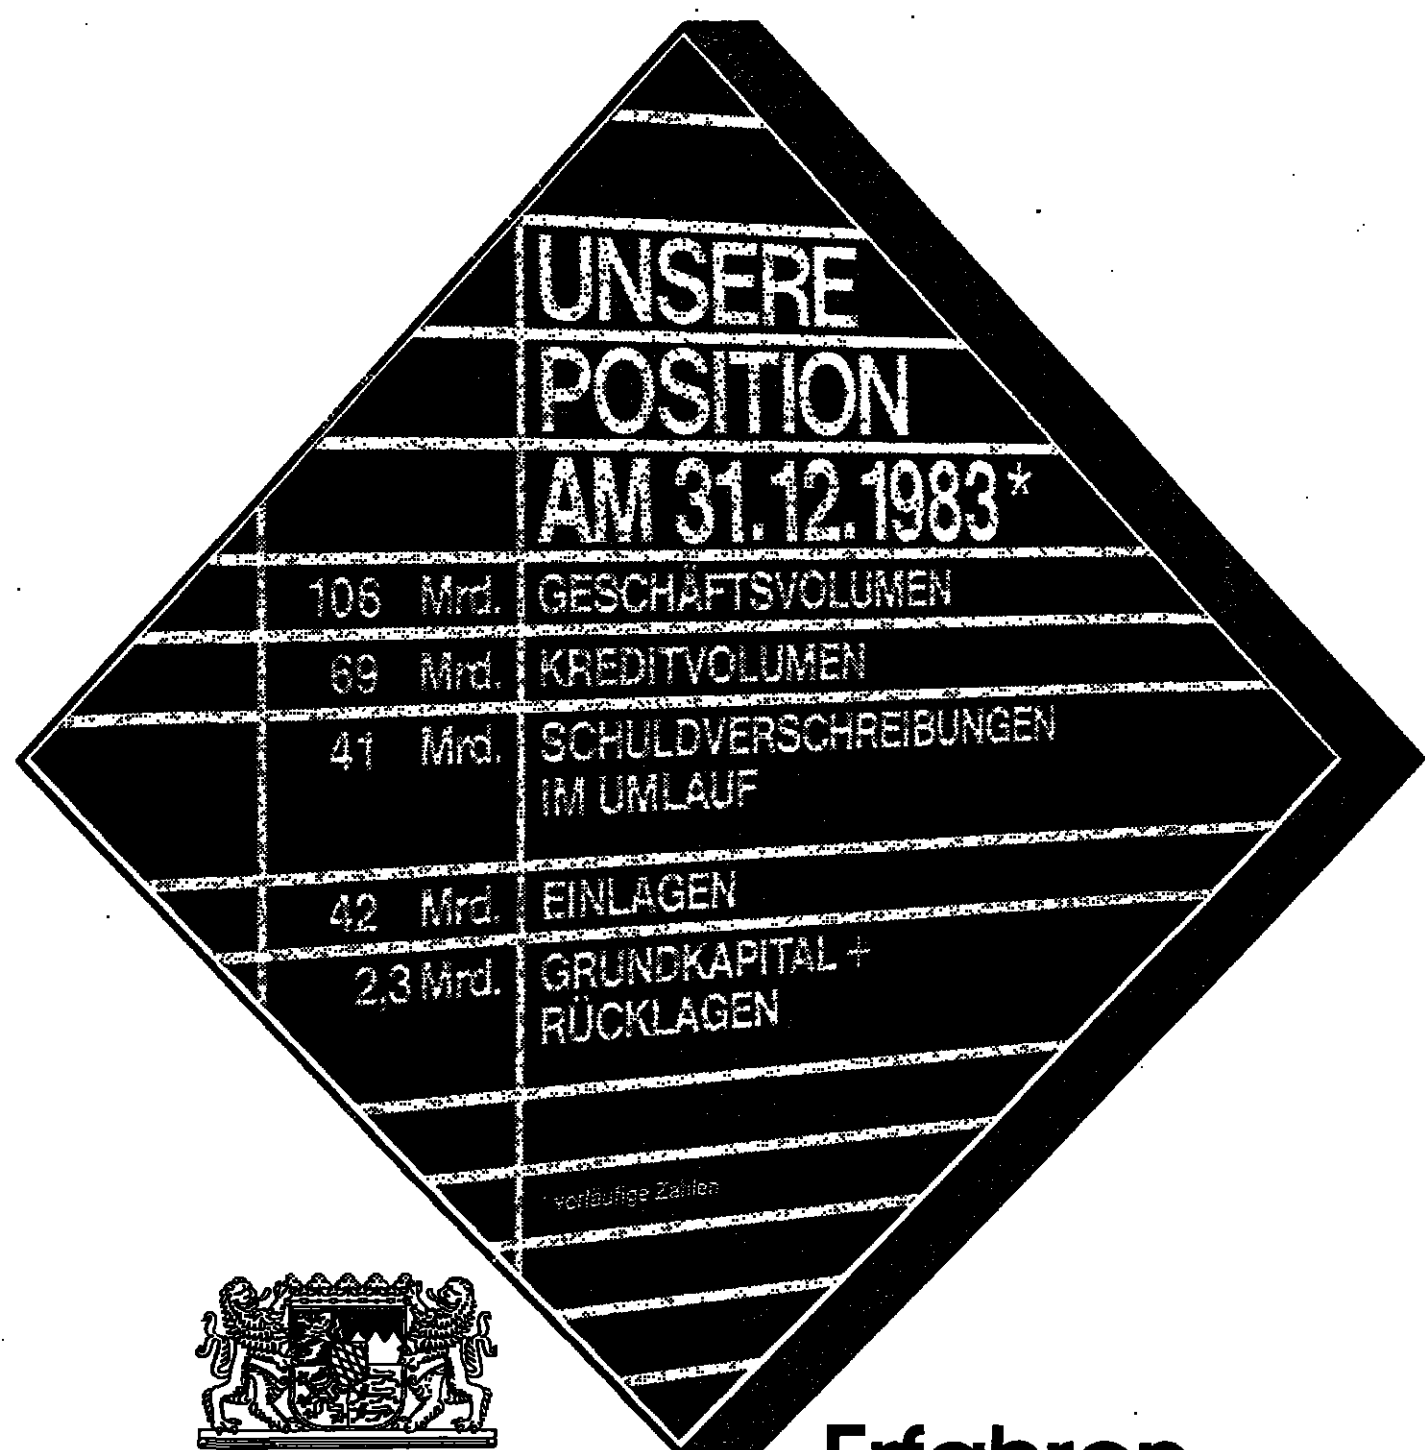 UNSERE
POSITION
AM 31.12.1983*
106 Mrd. GESCHÄFTSVOLUMEN
69 Mrd. KREDITVOLUMEN
41 Mrd. SCHULDVERSCHREIBUNGEN
IM UMLAUF
42 Mrd. EINLAGEN
2,3 Mrd. GRUNDKAPITAL +
RÜCKLAGEN
* vorläufige Zahlen